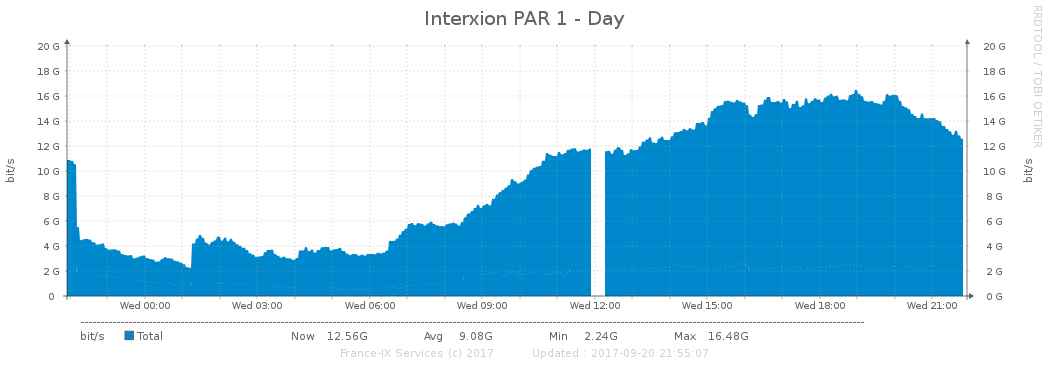 Interxion PAR 1 - Day
RRDTOOL / TOBI OETIKER
bit/s
20 G 20 G
18 G 18 G
16 G 16 G
14 G 14 G
12 G 12 G
10 G 10 G
8 G 8 G
6 G 6 G
4 G 4 G
2 G 2 G
0 0 G
bit/s
Wed 00:00 Wed 03:00 Wed 06:00 Wed 09:00 Wed 12:00 Wed 15:00 Wed 18:00 Wed 21:00
bit/s Total Now 12.56G Avg 9.08G Min 2.24G Max 16.48G
France-IX Services (c) 2017 Updated : 2017-09-20 21:55:07